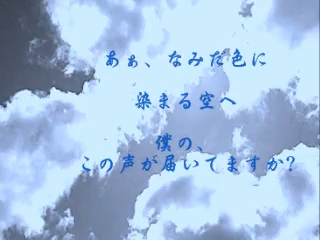 あぁ、なみだ色に
染まる空へ
僕の、
この声が届いてますか?